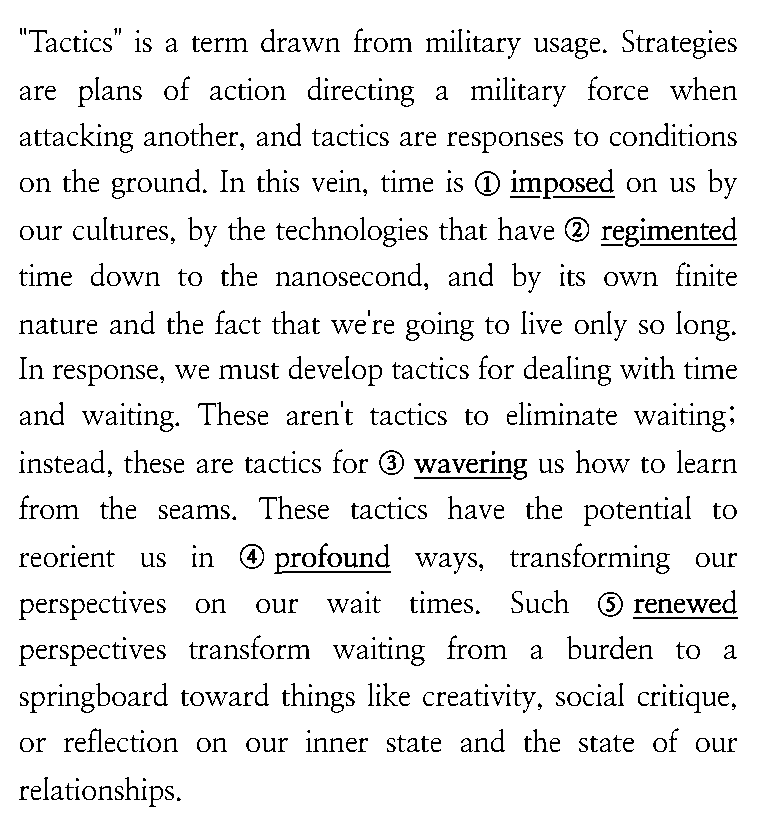 "Tactics" is a term drawn from military usage. Strategies
are plans of action directing a military force when
attacking another, and tactics are responses to conditions
on the ground. In this vein, time is ① imposed on us by
our cultures, by the technologies that have ② regimented
time down to the nanosecond, and by its own finite
nature and the fact that we're going to live only so long.
In response, we must develop tactics for dealing with time
and waiting. These aren't tactics to eliminate waiting;
instead, these are tactics for ③ wavering us how to learn
from the seams. These tactics have the potential to
reorient us in ④ profound ways, transforming our
perspectives on our wait times. Such ⑤ renewed
perspectives transform waiting from a burden to a
springboard toward things like creativity, social critique,
or reflection on our inner state and the state of our
relationships.